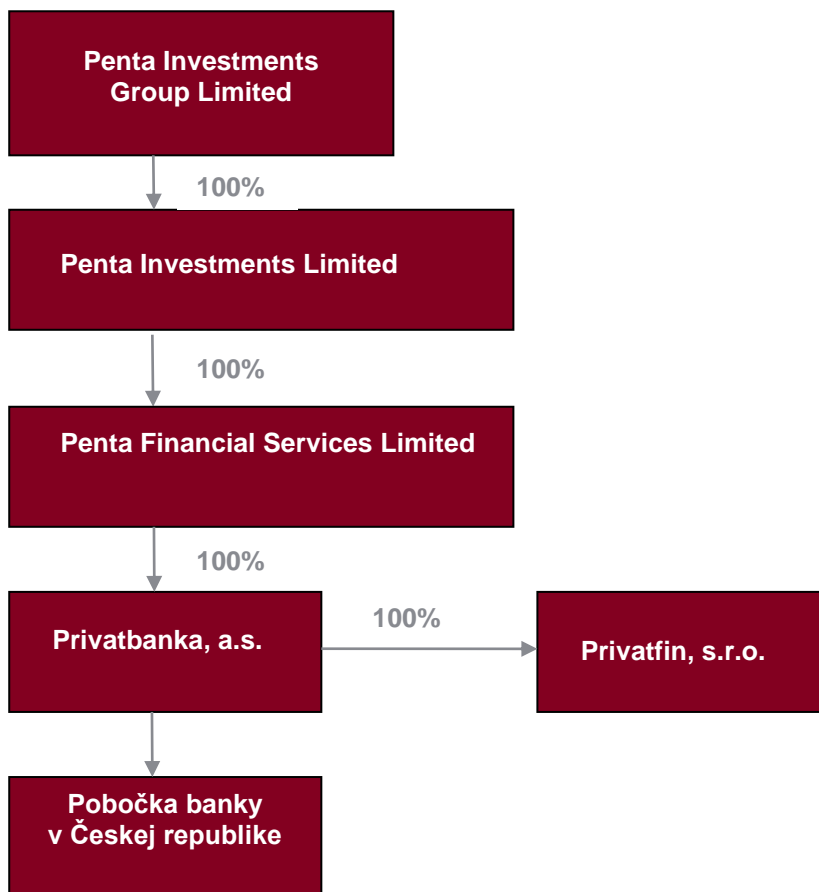 Penta Investments
Group Limited
100%
Penta Investments Limited
100%
Penta Financial Services Limited
100%
Privatbanka, a.s.
100%
Privatfin, s.r.o.
Pobočka banky
v Českej republike